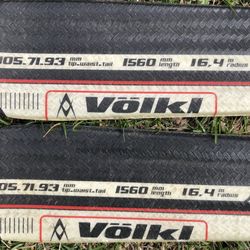 105.71.93 mm tip.waist.tail 1560 mm length 16.4 m radius
Völkl
105.71.93 mm tip.waist.tail 1560 mm length 16.4 m radius
Völkl